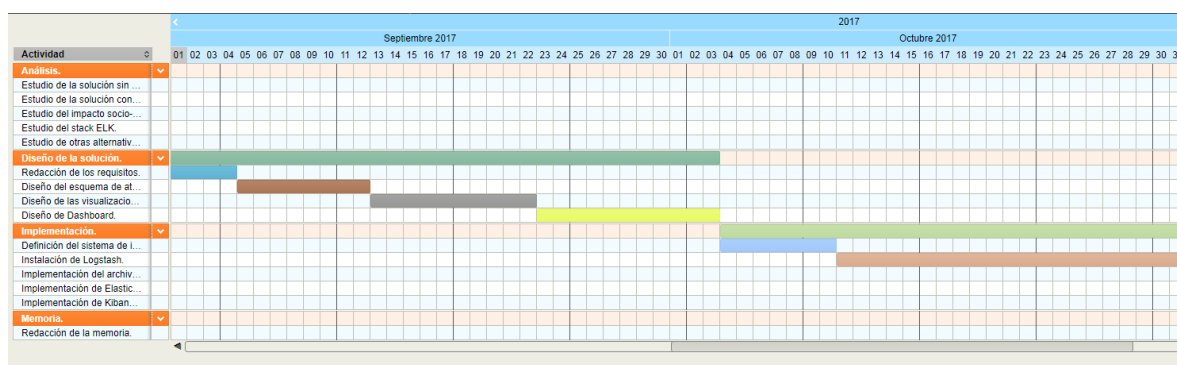 2017
Septiembre 2017 Octubre 2017
Actividad 01 02 03 04 05 06 07 08 09 10 11 12 13 14 15 16 17 18 19 20 21 22 23 24 25 26 27 28 29 30 01 02 03 04 05 06 07 08 09 10 11 12 13 14 15 16 17 18 19 20 21 22 23 24 25 26 27 28 29 30 3
Análisis.
Estudio de la solución sin ...
Estudio de la solución con...
Estudio del impacto socio-...
Estudio del stack ELK.
Estudio de otras alternativ...
Diseño de la solución.
Redacción de los requisitos.
Diseño del esquema de at...
Diseño de las visualizacio...
Diseño de Dashboard.
Implementación.
Definición del sistema de i...
Instalación de Logstash.
Implementación del archiv...
Implementación de Elastic...
Implementación de Kiban...
Memoria.
Redacción de la memoria.